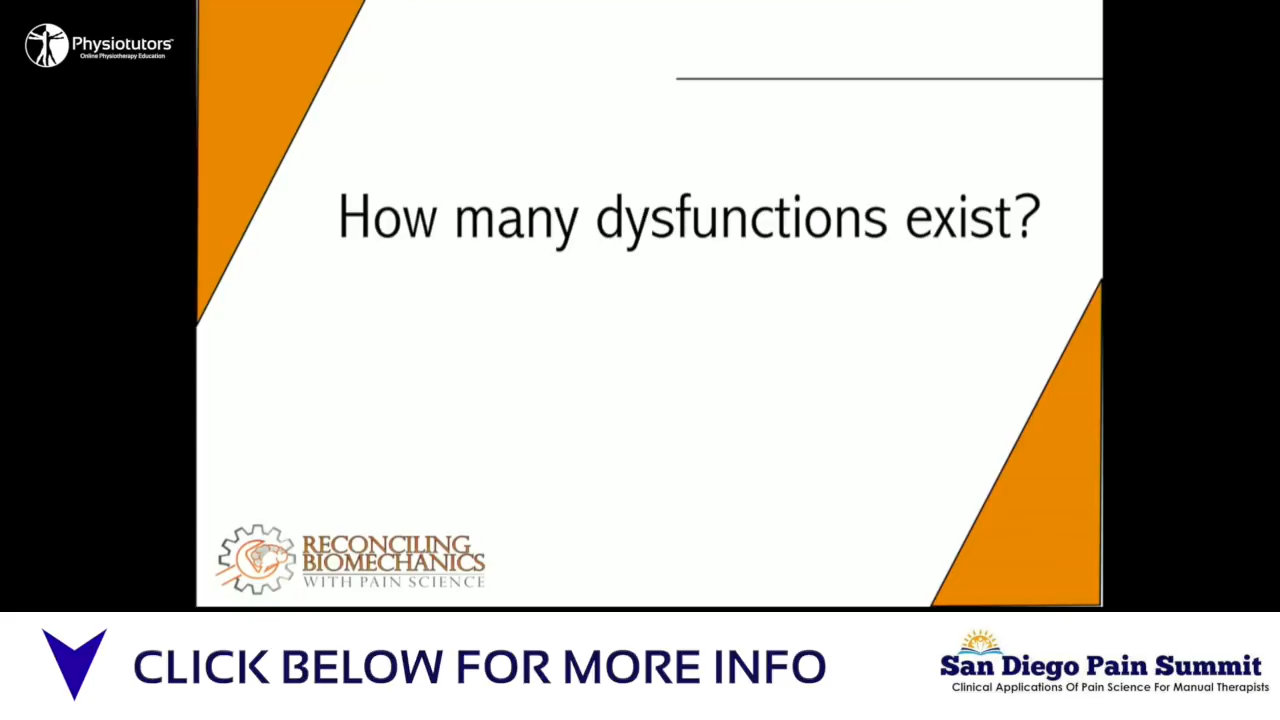 Physiotutors™
Online Physiotherapy Education
How many dysfunctions exist?
RECONCILING
BIOMECHANICS
WITH PAIN SCIENCE
CLICK BELOW FOR MORE INFO
San Diego Pain Summit
Clinical Applications Of Pain Science For Manual Therapists